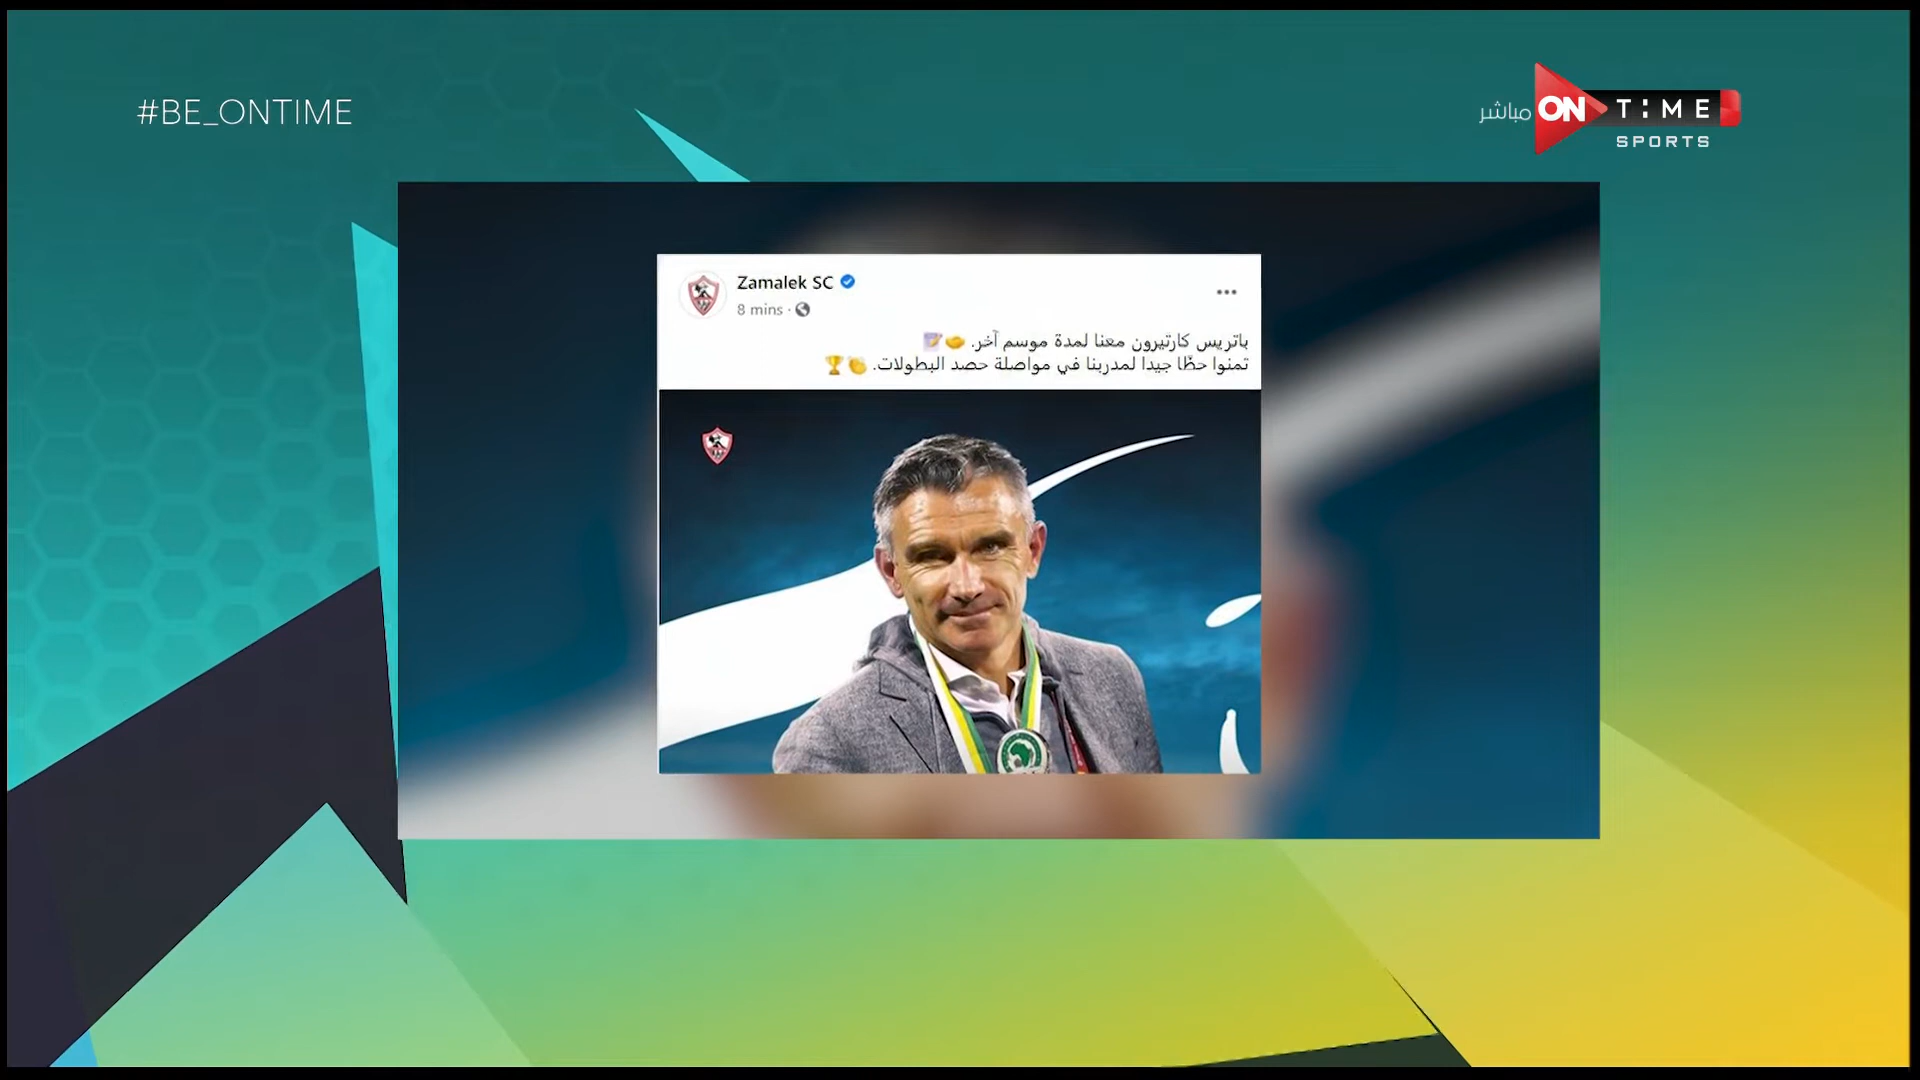 #BE_ONTIME
مباشر
ON TIME
SPORTS
Zamalek SC
8 mins ·
باتريس كارتيرون معنا لمدة موسم آخر. 🤝📝
تمنوا حظًا جيدا لمدربنا في مواصلة حصد البطولات. 👏🏆